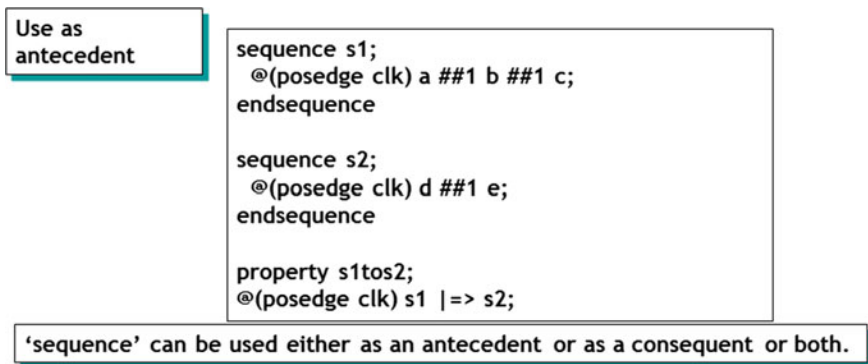 Use as
antecedent
sequence s1;
@(posedge clk) a ##1 b ##1 c;
endsequence
sequence s2;
@(posedge clk) d ##1 e;
endsequence
property s1tos2;
@(posedge clk) s1 |=> s2;
‘sequence’ can be used either as an antecedent or as a consequent or both.